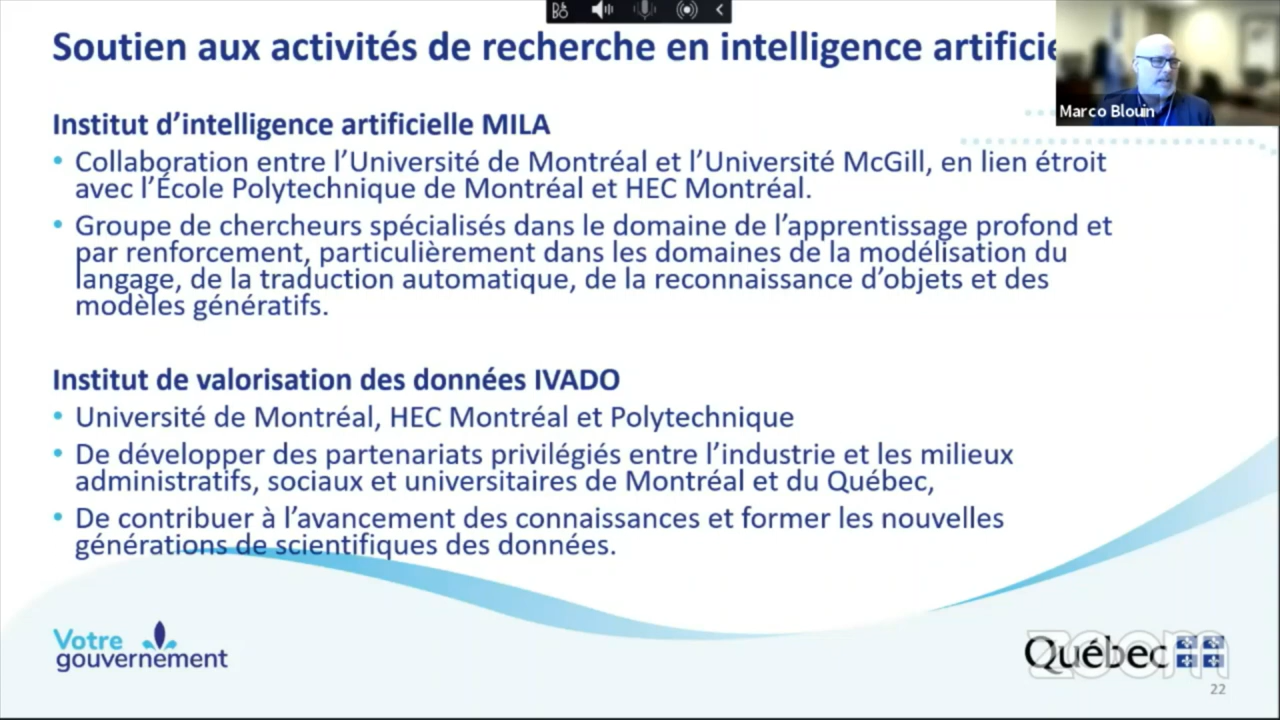 Soutien aux activités de recherche en intelligence artificie
Marco Blouin
Institut d'intelligence artificielle MILA
• Collaboration entre l'Université de Montréal et l'Université McGill, en lien étroit
avec l'École Polytechnique de Montréal et HEC Montréal.
• Groupe de chercheurs spécialisés dans le domaine de l'apprentissage profond et
par renforcement, particulièrement dans les domaines de la modélisation du
langage, de la traduction automatique, de la reconnaissance d'objets et des
modèles génératifs.
Institut de valorisation des données IVADO
• Université de Montréal, HEC Montréal et Polytechnique
• De développer des partenariats privilégiés entre l'industrie et les milieux
administratifs, sociaux et universitaires de Montréal et du Québec,
• De contribuer à l'avancement des connaissances et former les nouvelles
générations de scientifiques des données.
Votre
gouvernement
Québec
zoom
22